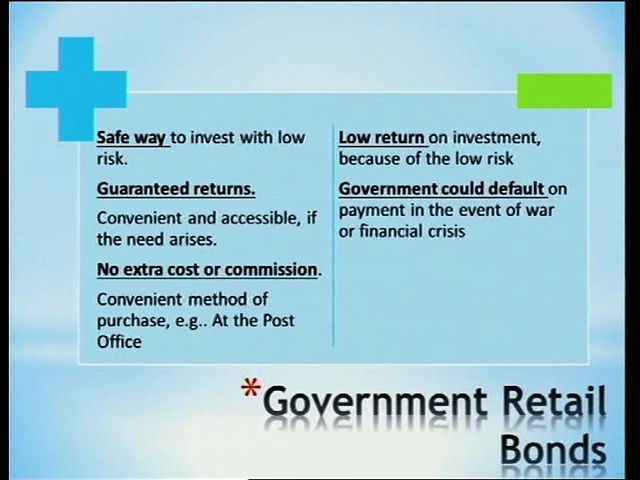 Safe way to invest with low
risk.
Guaranteed returns.
Convenient and accessible, if
the need arises.
No extra cost or commission.
Convenient method of
purchase, e.g.. At the Post
Office
Low return on investment,
because of the low risk
Government could default on
payment in the event of war
or financial crisis
*Government Retail
Bonds